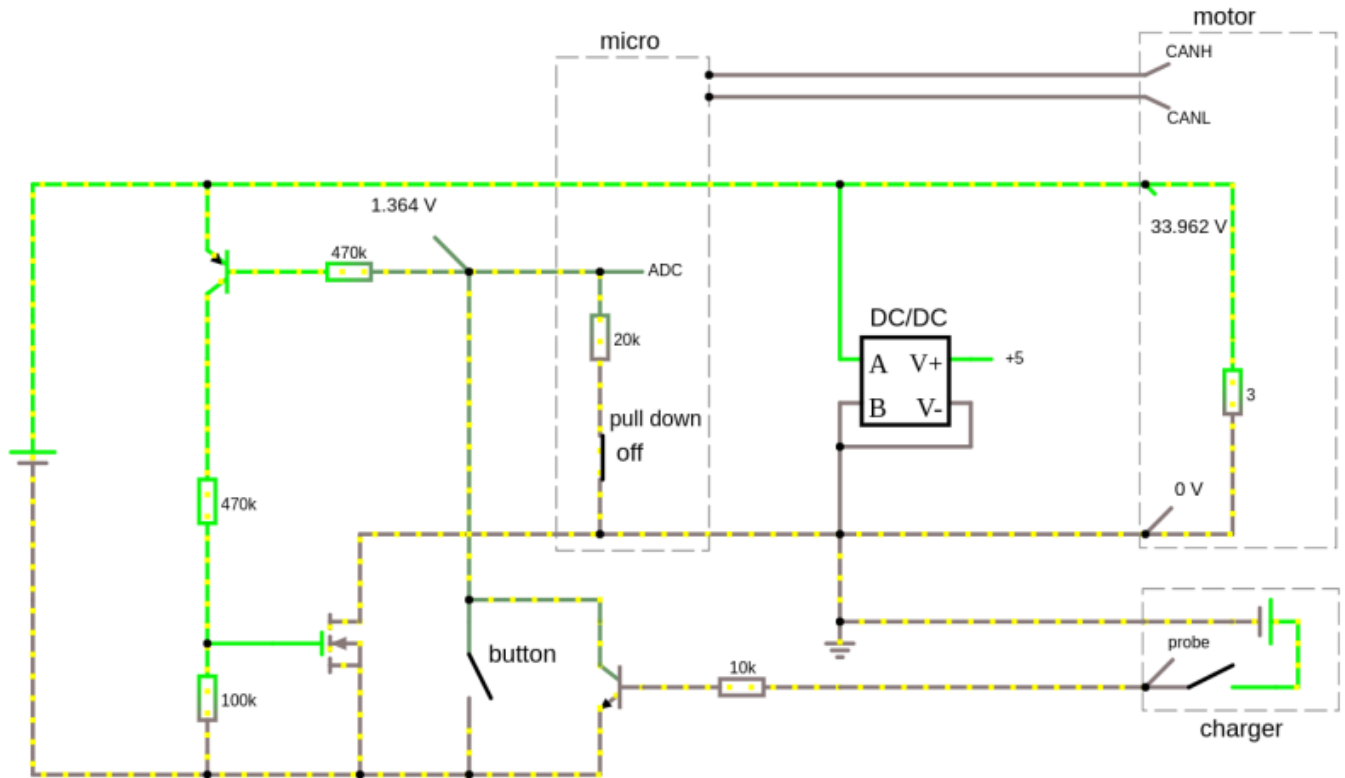 motor
micro
CANH
CANL
1.364 V
33.962 V
470k
ADC
DC/DC
20k
A V+
+5
B V-
3
pull down
off
470k
0 V
button
probe
10k
100k
charger